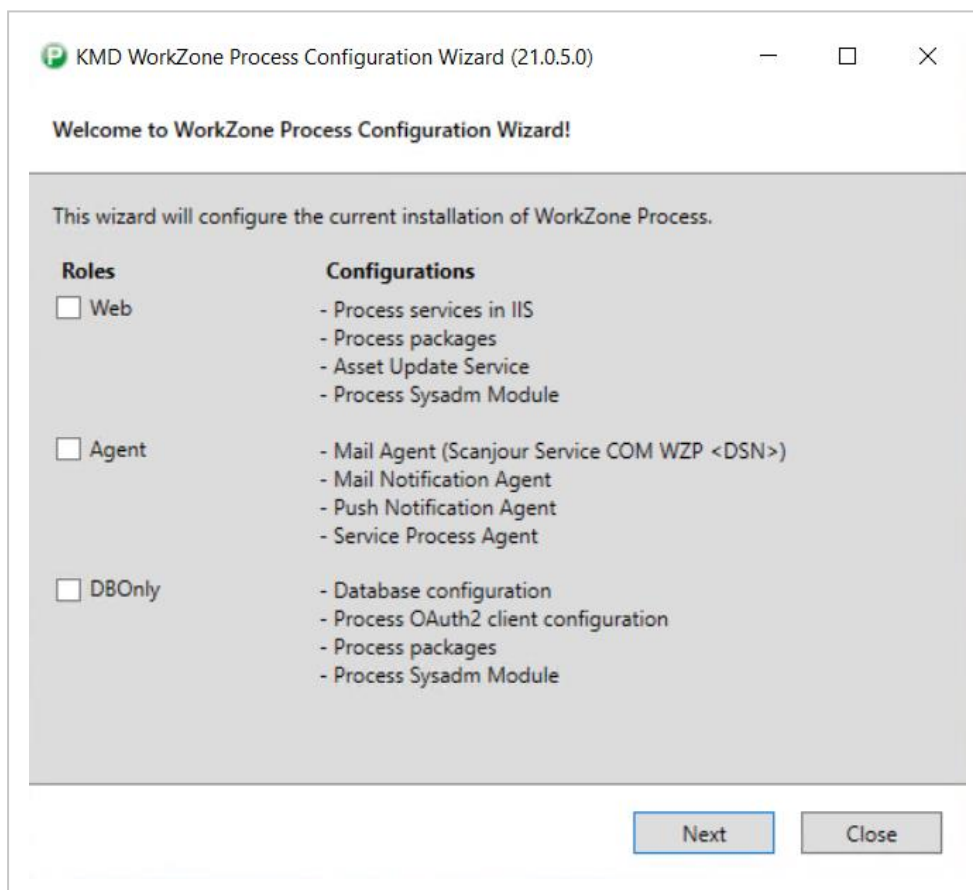 KMD WorkZone Process Configuration Wizard (21.0.5.0)
Welcome to WorkZone Process Configuration Wizard!
This wizard will configure the current installation of WorkZone Process.
Roles Configurations
Web - Process services in IIS
- Process packages
- Asset Update Service
- Process Sysadm Module
Agent - Mail Agent (Scanjour Service COM WZP <DSN>)
- Mail Notification Agent
- Push Notification Agent
- Service Process Agent
DBOnly - Database configuration
- Process OAuth2 client configuration
- Process packages
- Process Sysadm Module
Next Close